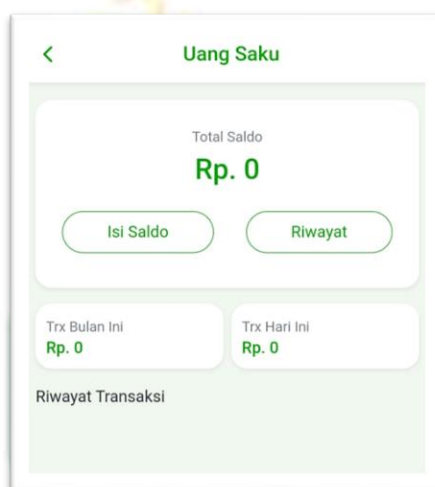 Uang Saku
Total Saldo
Rp. 0
Isi Saldo
Riwayat
Trx Bulan Ini
Rp. 0
Trx Hari Ini
Rp. 0
Riwayat Transaksi